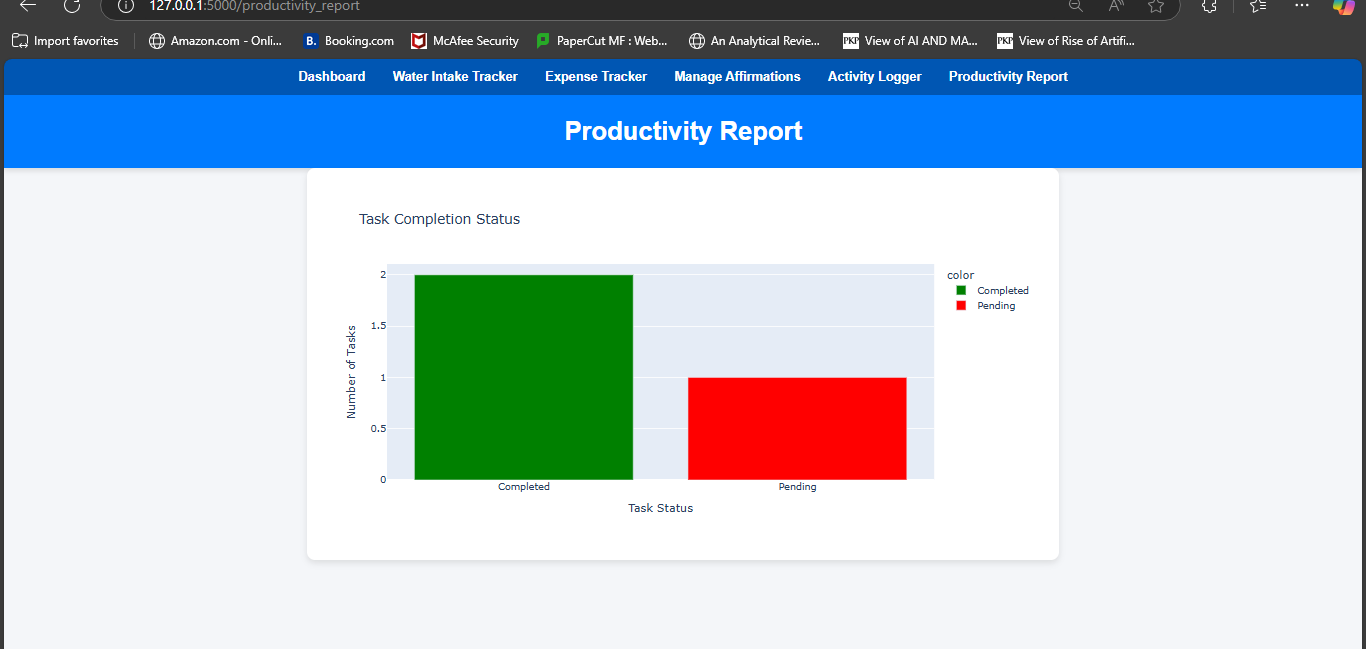 127.0.0.1:5000/productivity_report
Import favorites
Amazon.com - Onli...
B. Booking.com
McAfee Security
PaperCut MF : Web...
An Analytical Revie...
PKP View of AI AND MA...
PKP View of Rise of Artifi...
Dashboard Water Intake Tracker Expense Tracker Manage Affirmations Activity Logger Productivity Report
Productivity Report
Task Completion Status
Number of Tasks
2
1.5
1
0.5
0
Completed Pending
Task Status
color
Completed
Pending